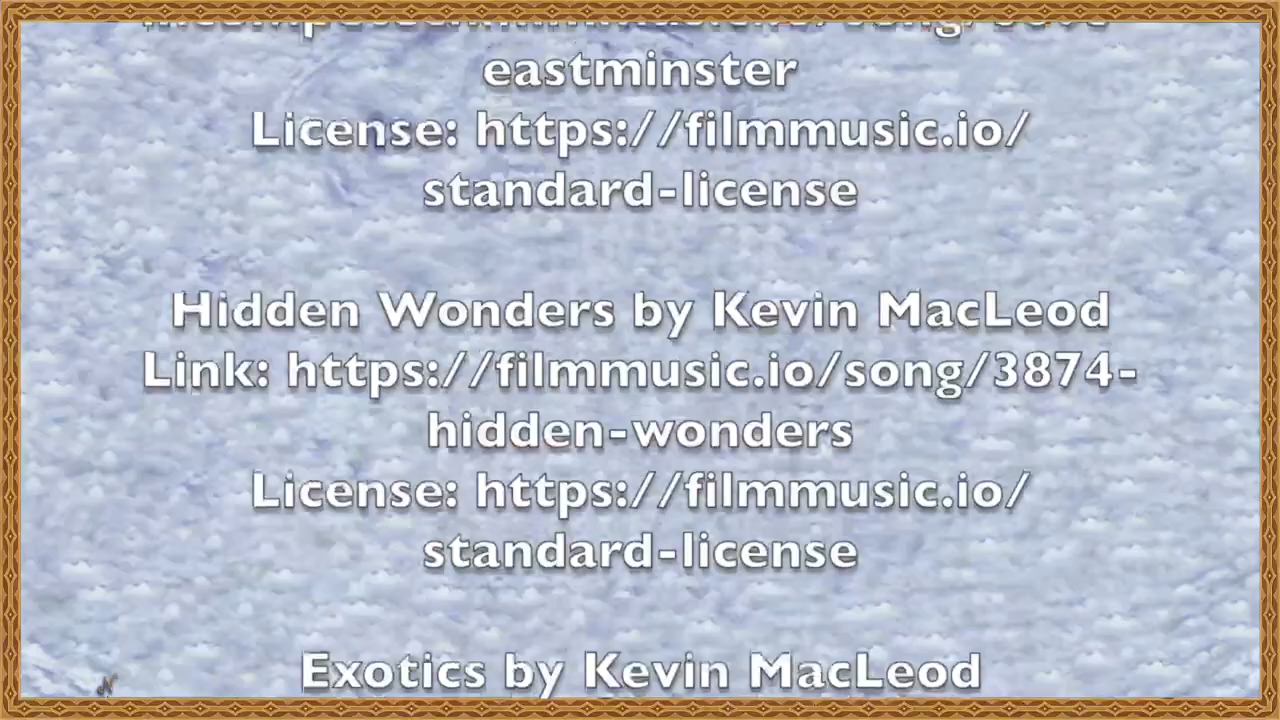 eastminster
License: https://filmmusic.io/
standard-license
Hidden Wonders by Kevin MacLeod
Link: https://filmmusic.io/song/3874-
hidden-wonders
License: https://filmmusic.io/
standard-license
Exotics by Kevin MacLeod